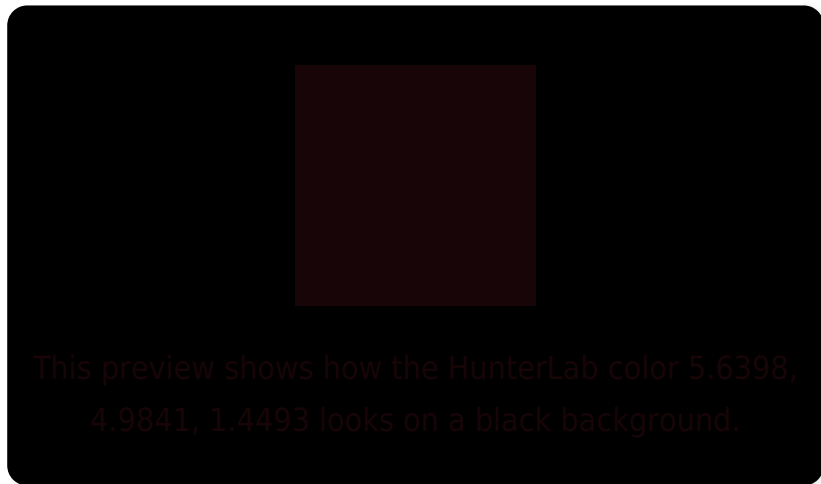 This preview shows how the HunterLab color 5.6398,
4.9841, 1.4493 looks on a black background.